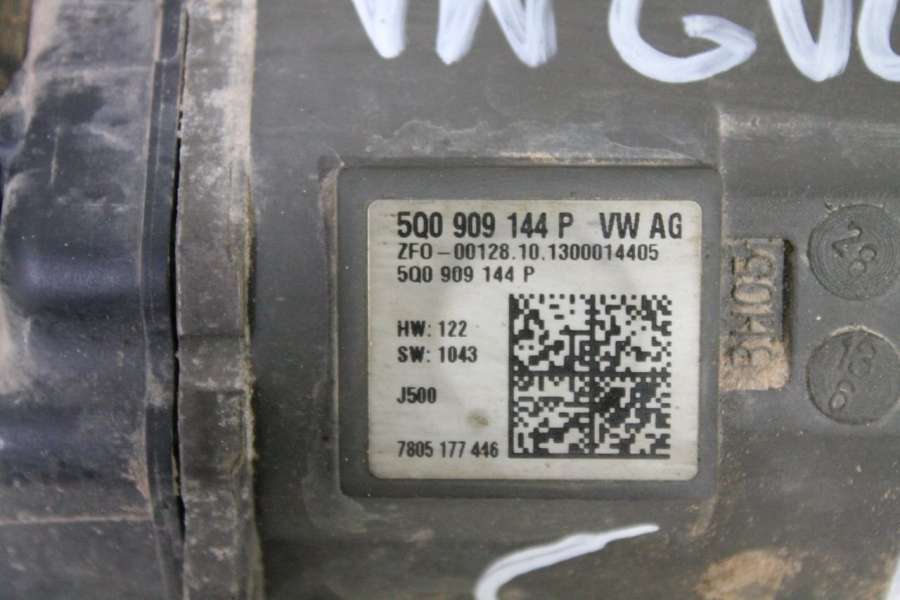 5Q0 909 144 P VW AG
ZFO-00128.10.1300014405
5Q0 909 144 P
HW: 122
SW: 1043
J500
7805 177 446
BH051